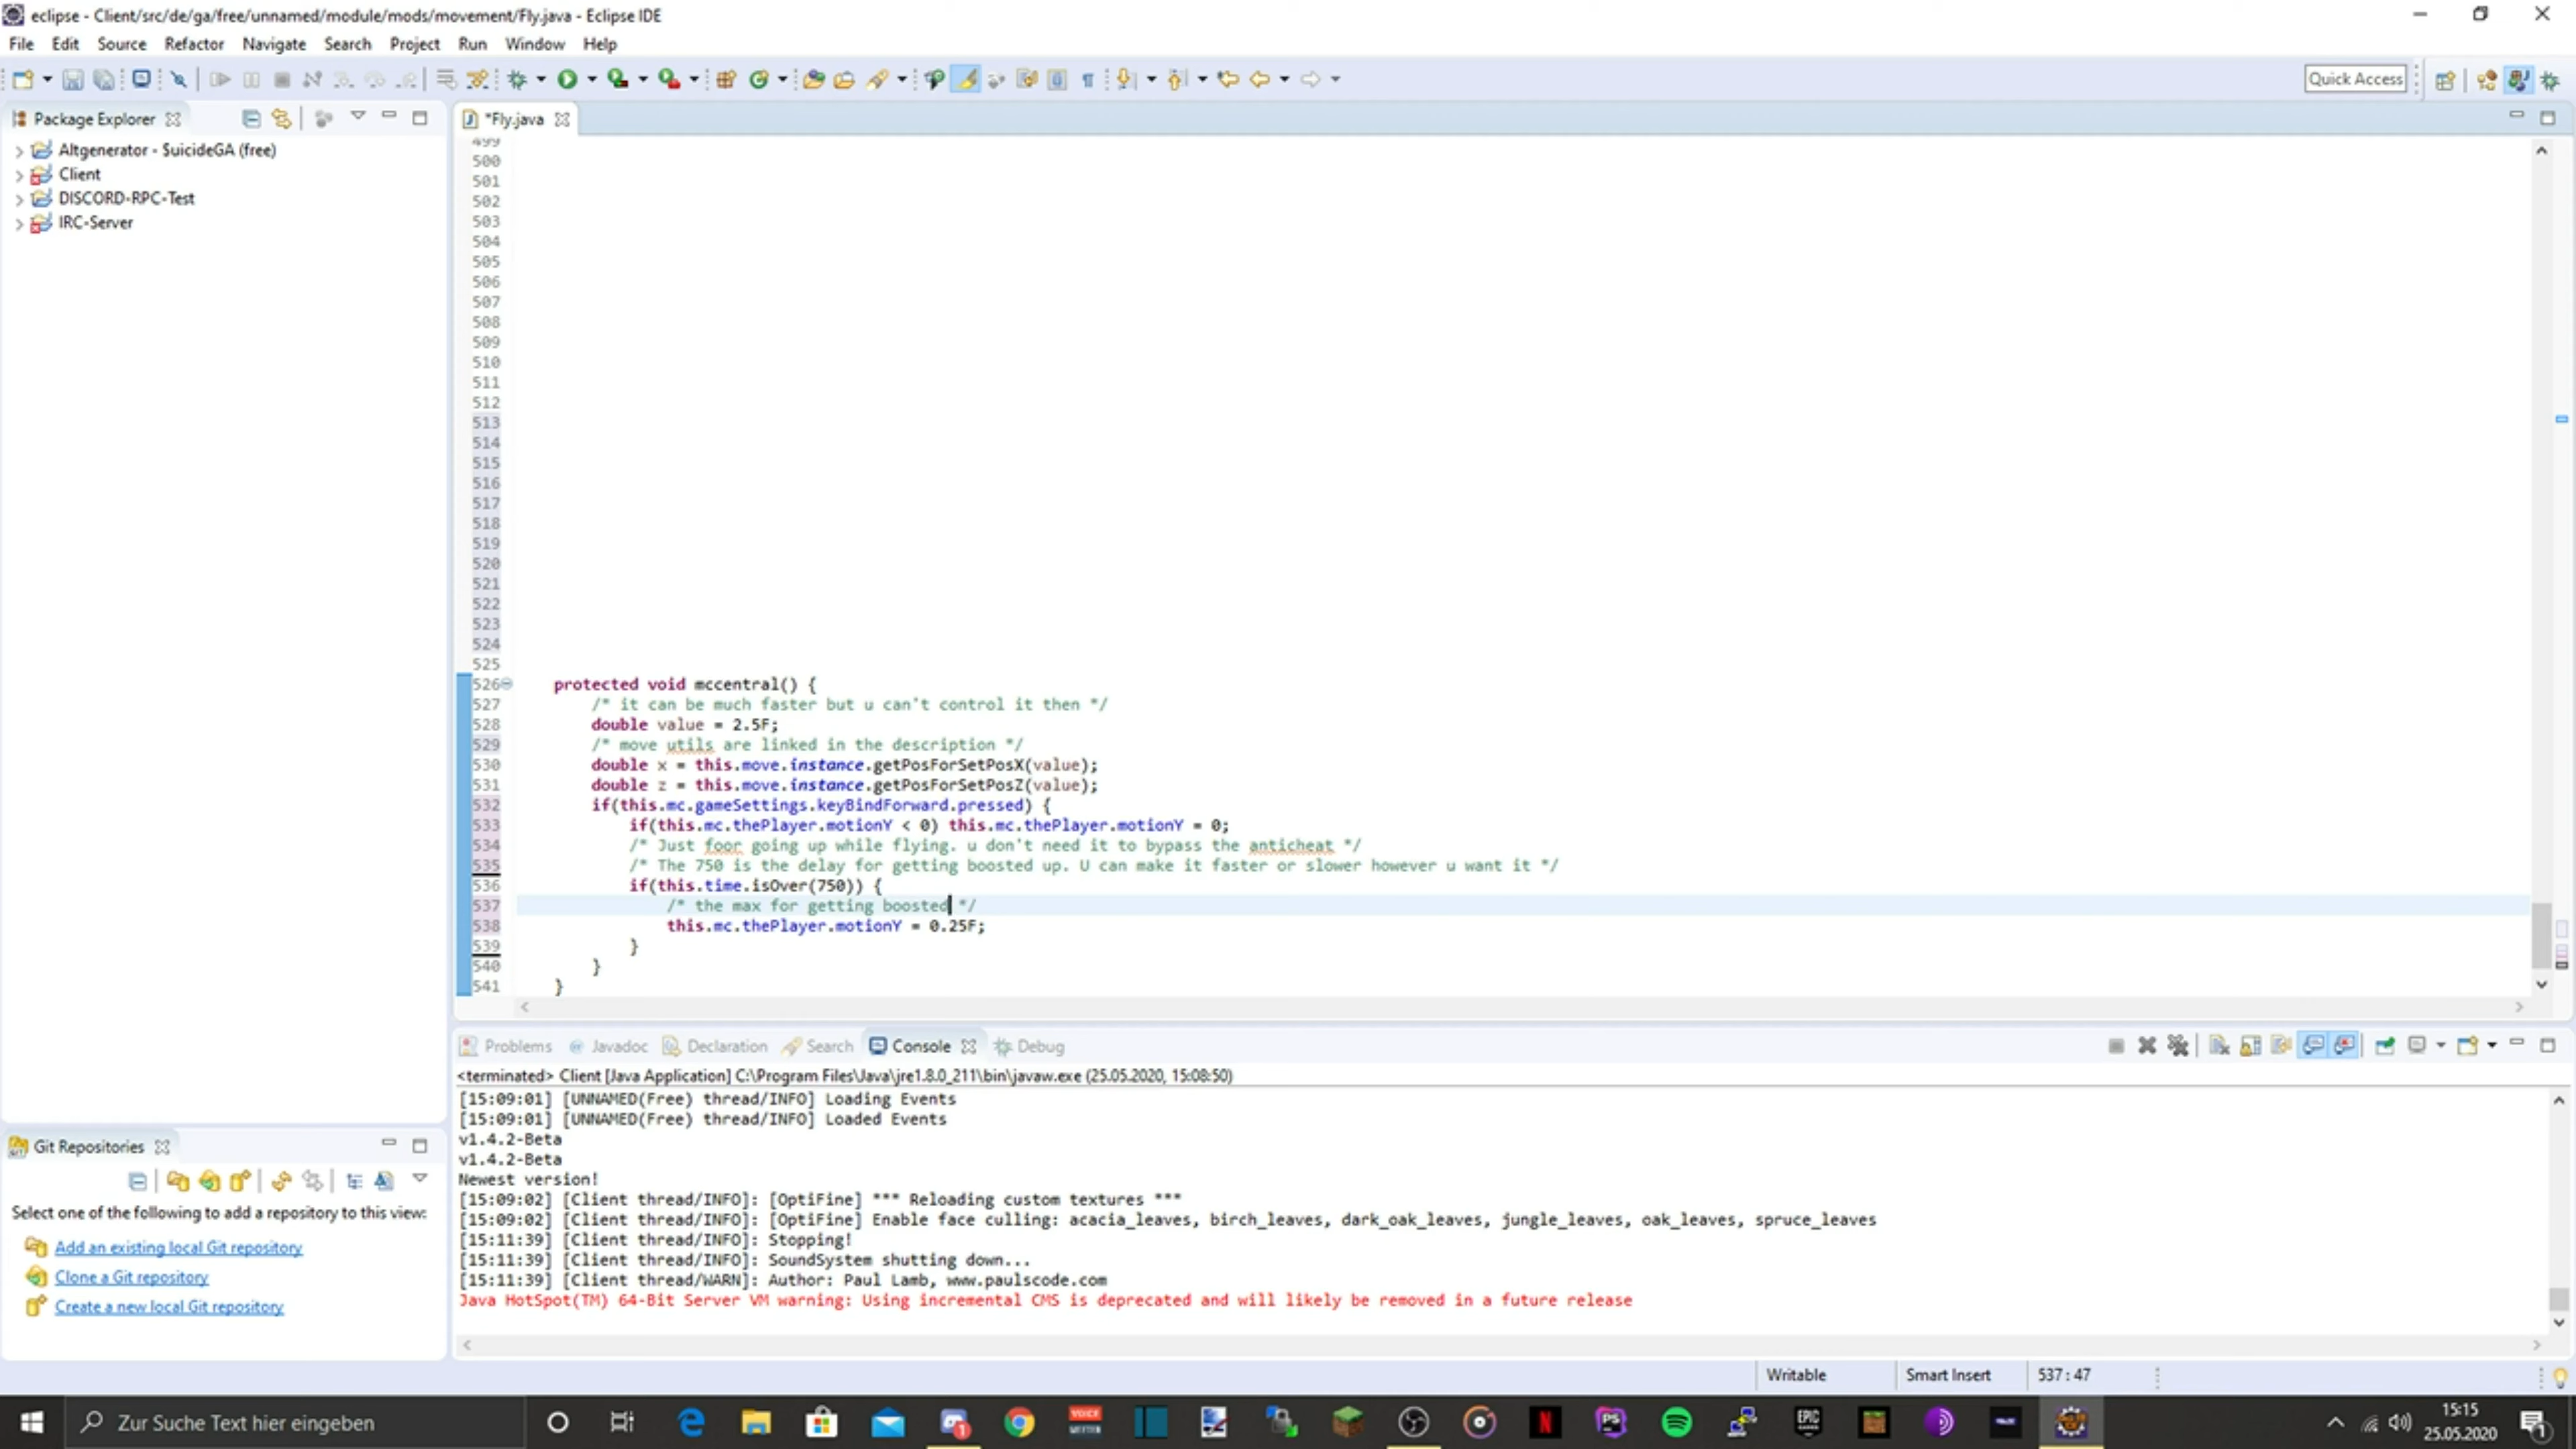 eclipse - Client/src/de/ga/free/unnamed/module/mods/movement/Fly.java - Eclipse IDE
File Edit Source Refactor Navigate Search Project Run Window Help
Quick Access
Package Explorer
Altgenerator - $uicideGA (free)
Client
DISCORD-RPC-Test
IRC-Server
*Fly.java
499
500
501
502
503
504
505
506
507
508
509
510
511
512
513
514
515
516
517
518
519
520
521
522
523
524
525
526 protected void mccentral() {
527 /* it can be much faster but u can't control it then */
528 double value = 2.5F;
529 /* move utils are linked in the description */
530 double x = this.move.instance.getPosForSetPosX(value);
531 double z = this.move.instance.getPosForSetPosZ(value);
532 if(this.mc.gameSettings.keyBindForward.pressed) {
533 if(this.mc.thePlayer.motionY < 0) this.mc.thePlayer.motionY = 0;
534 /* Just foor going up while flying. u don't need it to bypass the anticheat */
535 /* The 750 is the delay for getting boosted up. U can make it faster or slower however u want it */
536 if(this.time.isOver(750)) {
537 /* the max for getting boosted */
538 this.mc.thePlayer.motionY = 0.25F;
539 }
540 }
541 }
Problems Javadoc Declaration Search Console Debug
<terminated> Client [Java Application] C:\Program Files\Java\jre1.8.0_211\bin\javaw.exe (25.05.2020, 15:08:50)
[15:09:01] [UNNAMED(Free) thread/INFO] Loading Events
[15:09:01] [UNNAMED(Free) thread/INFO] Loaded Events
v1.4.2-Beta
v1.4.2-Beta
Newest version!
[15:09:02] [Client thread/INFO]: [OptiFine] *** Reloading custom textures ***
[15:09:02] [Client thread/INFO]: [OptiFine] Enable face culling: acacia_leaves, birch_leaves, dark_oak_leaves, jungle_leaves, oak_leaves, spruce_leaves
[15:11:39] [Client thread/INFO]: Stopping!
[15:11:39] [Client thread/INFO]: SoundSystem shutting down...
[15:11:39] [Client thread/WARN]: Author: Paul Lamb, www.paulscode.com
Java HotSpot(TM) 64-Bit Server VM warning: Using incremental CMS is deprecated and will likely be removed in a future release
Git Repositories
Select one of the following to add a repository to this view:
Add an existing local Git repository
Clone a Git repository
Create a new local Git repository
Writable Smart Insert 537 : 47
Zur Suche Text hier eingeben
VOICE
PS
EPIC
15:15
25.05.2020